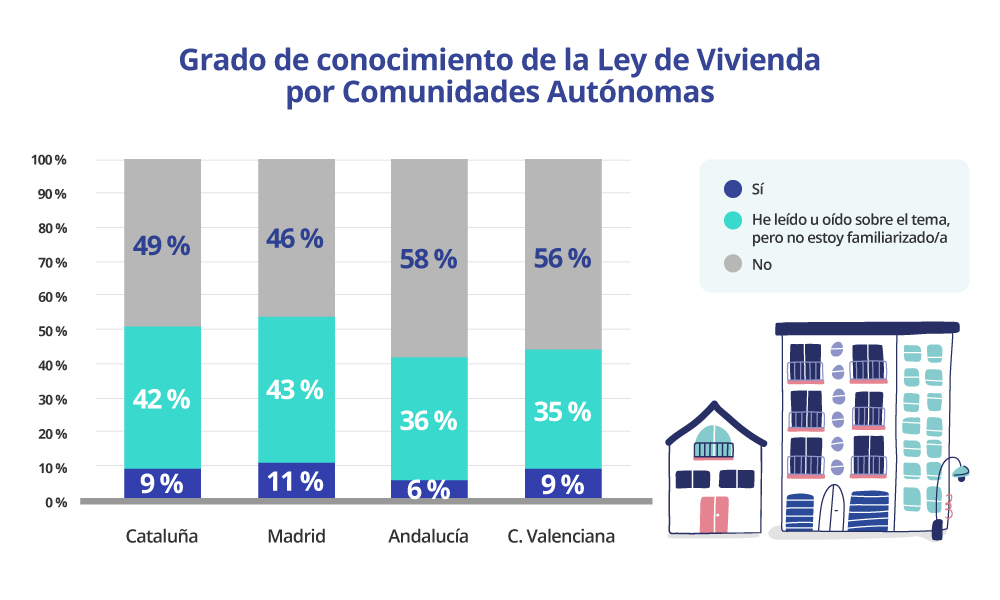 Grado de conocimiento de la Ley de Vivienda
por Comunidades Autónomas
100 %
90 %
80 %
70 %
60 %
50 %
40 %
30 %
20 %
10 %
0 %
49 %
46 %
58 %
56 %
42 %
43 %
36 %
35 %
9 %
11 %
6 %
9 %
Cataluña
Madrid
Andalucía
C. Valenciana
Sí
He leído u oído sobre el tema,
pero no estoy familiarizado/a
No